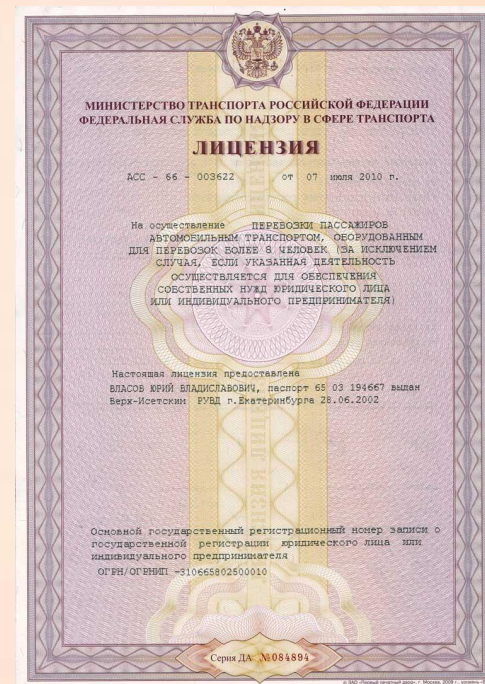 МИНИСТЕРСТВО ТРАНСПОРТА РОССИЙСКОЙ ФЕДЕРАЦИИ
ФЕДЕРАЛЬНАЯ СЛУЖБА ПО НАДЗОРУ В СФЕРЕ ТРАНСПОРТА
ЛИЦЕНЗИЯ
АСС - 66 - 003622 от 07 июля 2010 г.
На осуществление ПЕРЕВОЗКИ ПАССАЖИРОВ
АВТОМОБИЛЬНЫМ ТРАНСПОРТОМ, ОБОРУДОВАННЫМ
ДЛЯ ПЕРЕВОЗОК БОЛЕЕ 8 ЧЕЛОВЕК (ЗА ИСКЛЮЧЕНИЕМ
СЛУЧАЯ, ЕСЛИ УКАЗАННАЯ ДЕЯТЕЛЬНОСТЬ
ОСУЩЕСТВЛЯЕТСЯ ДЛЯ ОБЕСПЕЧЕНИЯ
СОБСТВЕННЫХ НУЖД ЮРИДИЧЕСКОГО ЛИЦА
ИЛИ ИНДИВИДУАЛЬНОГО ПРЕДПРИНИМАТЕЛЯ)
Настоящая лицензия предоставлена
ВЛАСОВ ЮРИЙ ВЛАДИСЛАВОВИЧ, паспорт 65 03 194667 выдан
Верх-Исетским РУВД г.Екатеринбурга 28.06.2002
Основной государственный регистрационный номер записи о
государственной регистрации юридического лица или
индивидуального предпринимателя
ОГРН/ОГРНИП -310665802500010
Серия ДА №084894